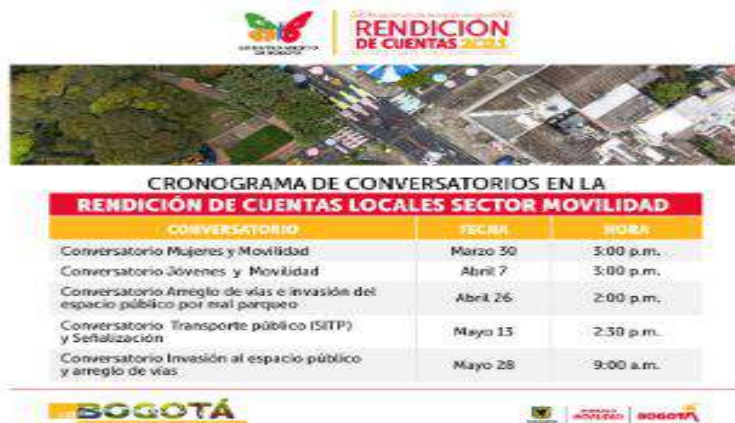 RENDICIÓN
DE CUENTAS 2021
CRONOGRAMA DE CONVERSATORIOS EN LA
RENDICIÓN DE CUENTAS LOCALES SECTOR MOVILIDAD
CONVERSATORIO FECHA HORA
Conversatorio Mujeres y Movilidad Marzo 30 3:00 p.m.
Conversatorio Jóvenes y Movilidad Abril 7 3:00 p.m.
Conversatorio Arreglo de vías e invasión del
espacio público por mal parqueo Abril 26 2:00 p.m.
Conversatorio Transporte público (SITP)
y Señalización Mayo 13 2:30 p.m.
Conversatorio Invasión al espacio público
y arreglo de vías Mayo 28 9:00 a.m.
BOGOTÁ
MOVILIDAD BOGOTÁ